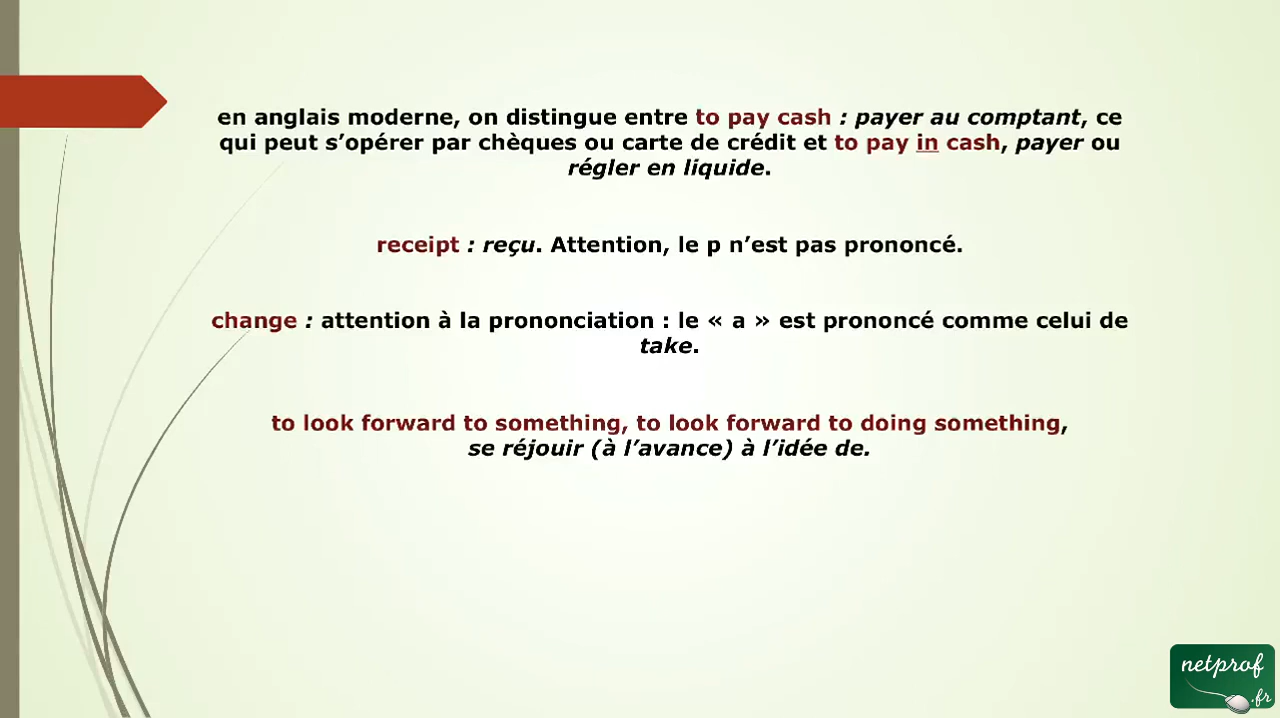 en anglais moderne, on distingue entre to pay cash : payer au comptant, ce
qui peut s’opérer par chèques ou carte de crédit et to pay in cash, payer ou
régler en liquide.
receipt : reçu. Attention, le p n’est pas prononcé.
change : attention à la prononciation : le « a » est prononcé comme celui de
take.
to look forward to something, to look forward to doing something,
se réjouir (à l’avance) à l’idée de.
netprof
.fr